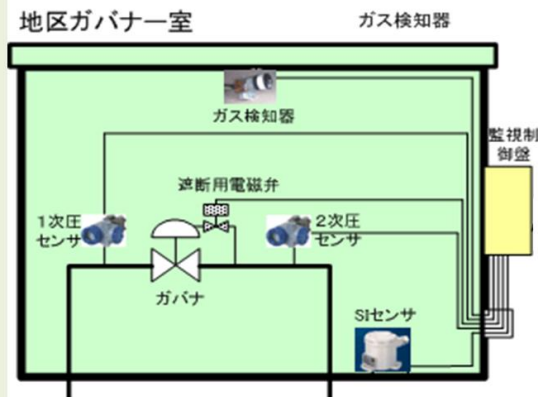 地区ガバナー室
ガス検知器
ガス検知器
監視制
御盤
遮断用電磁弁
1次圧
センサ
2次圧
センサ
ガバナ
SIセンサ